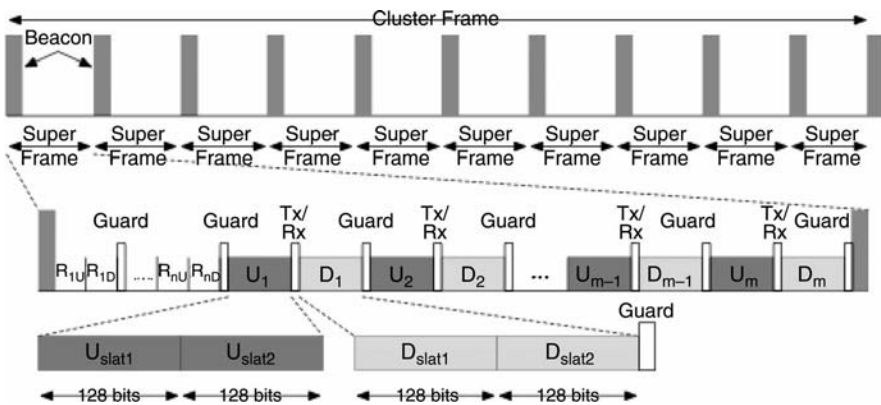 Cluster Frame
Beacon
Super Frame Super Frame Super Frame Super Frame Super Frame Super Frame Super Frame Super Frame Super Frame Super Frame
Guard Guard Tx/Rx Guard Tx/Rx Guard Tx/Rx Guard Tx/Rx Guard
R1U R1D ..... RnU RnD U1 D1 U2 D2 ... Um–1 Dm–1 Um Dm
Guard
Uslat1 Uslat2 Dslat1 Dslat2
128 bits 128 bits 128 bits 128 bits